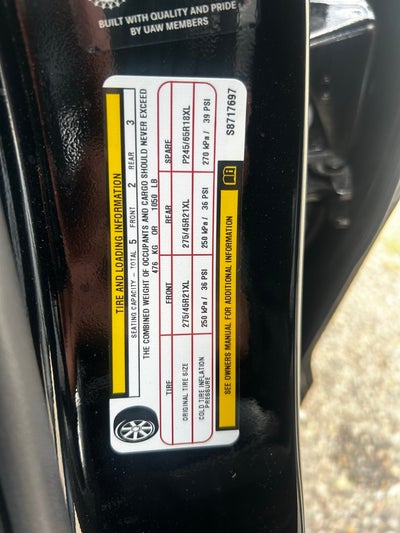 BUILT WITH QUALITY AND PRIDE
BY UAW MEMBERS
TIRE AND LOADING INFORMATION
SEATING CAPACITY - TOTAL 5 FRONT 2 REAR 3
THE COMBINED WEIGHT OF OCCUPANTS AND CARGO SHOULD NEVER EXCEED
476 KG OR 1050 LB
TIRE FRONT REAR SPARE
ORIGINAL TIRE SIZE 275/45R21XL 275/45R21XL P245/65R18XL
COLD TIRE INFLATION PRESSURE 250 kPa / 36 PSI 250 kPa / 36 PSI 270 kPa / 39 PSI
SEE OWNERS MANUAL FOR ADDITIONAL INFORMATION
S8717697